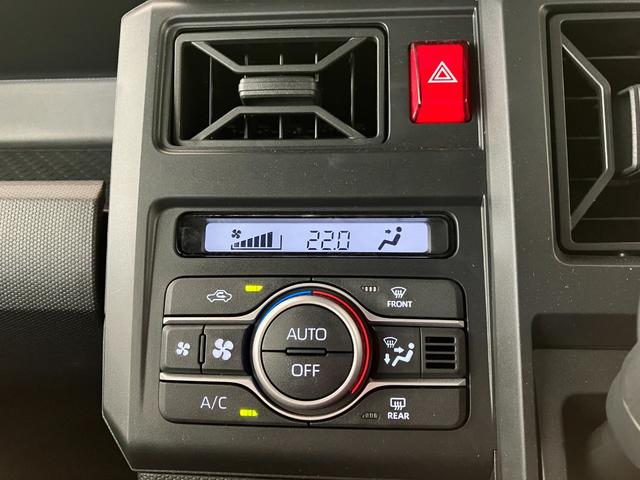 22.0
FRONT
AUTO
OFF
A/C
REAR